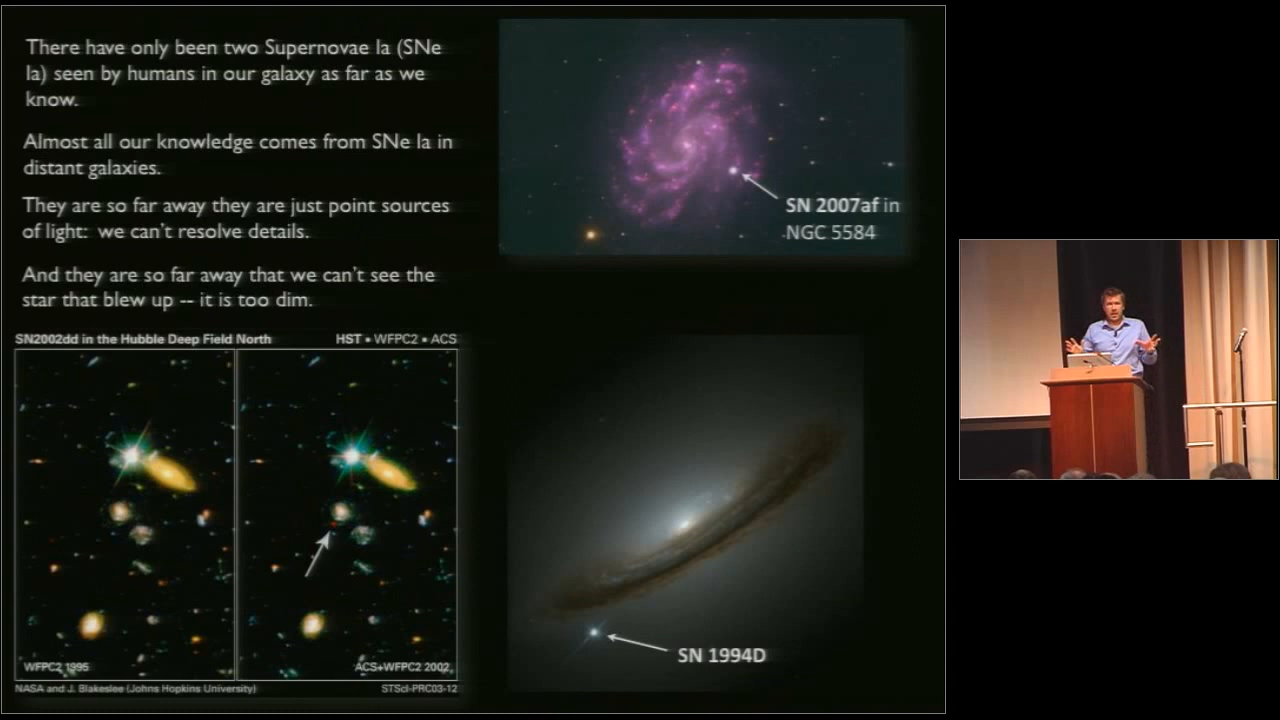 There have only been two Supernovae Ia (SNe
Ia) seen by humans in our galaxy as far as we
know.
Almost all our knowledge comes from SNe Ia in
distant galaxies.
They are so far away they are just point sources
of light: we can't resolve details.
And they are so far away that we can't see the
star that blew up -- it is too dim.
SN 2007af in
NGC 5584
SN2002dd in the Hubble Deep Field North
HST • WFPC2 • ACS
WFPC2 1995
ACS+WFPC2 2002
NASA and J. Blakeslee (Johns Hopkins University)
STScI-PRC03-12
SN 1994D